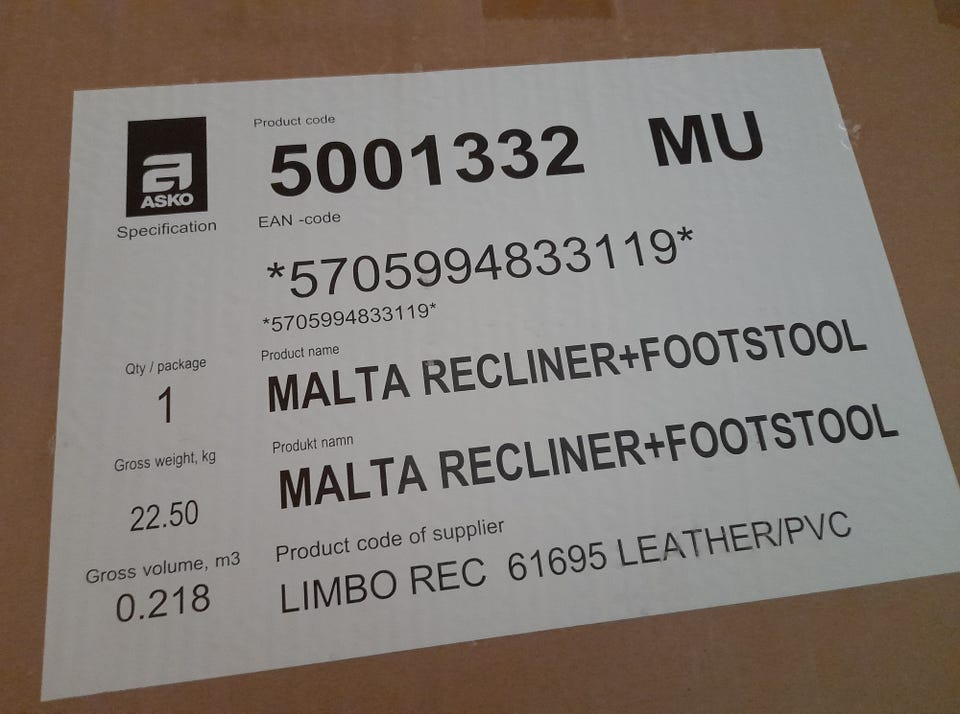 Product code
5001332 MU
a
ASKO
Specification
EAN -code
*5705994833119*
*5705994833119*
Qty / package
1
Product name
MALTA RECLINER+FOOTSTOOL
Gross weight, kg
22.50
Produkt namn
MALTA RECLINER+FOOTSTOOL
Gross volume, m3
0.218
Product code of supplier
LIMBO REC 61695 LEATHER/PVC